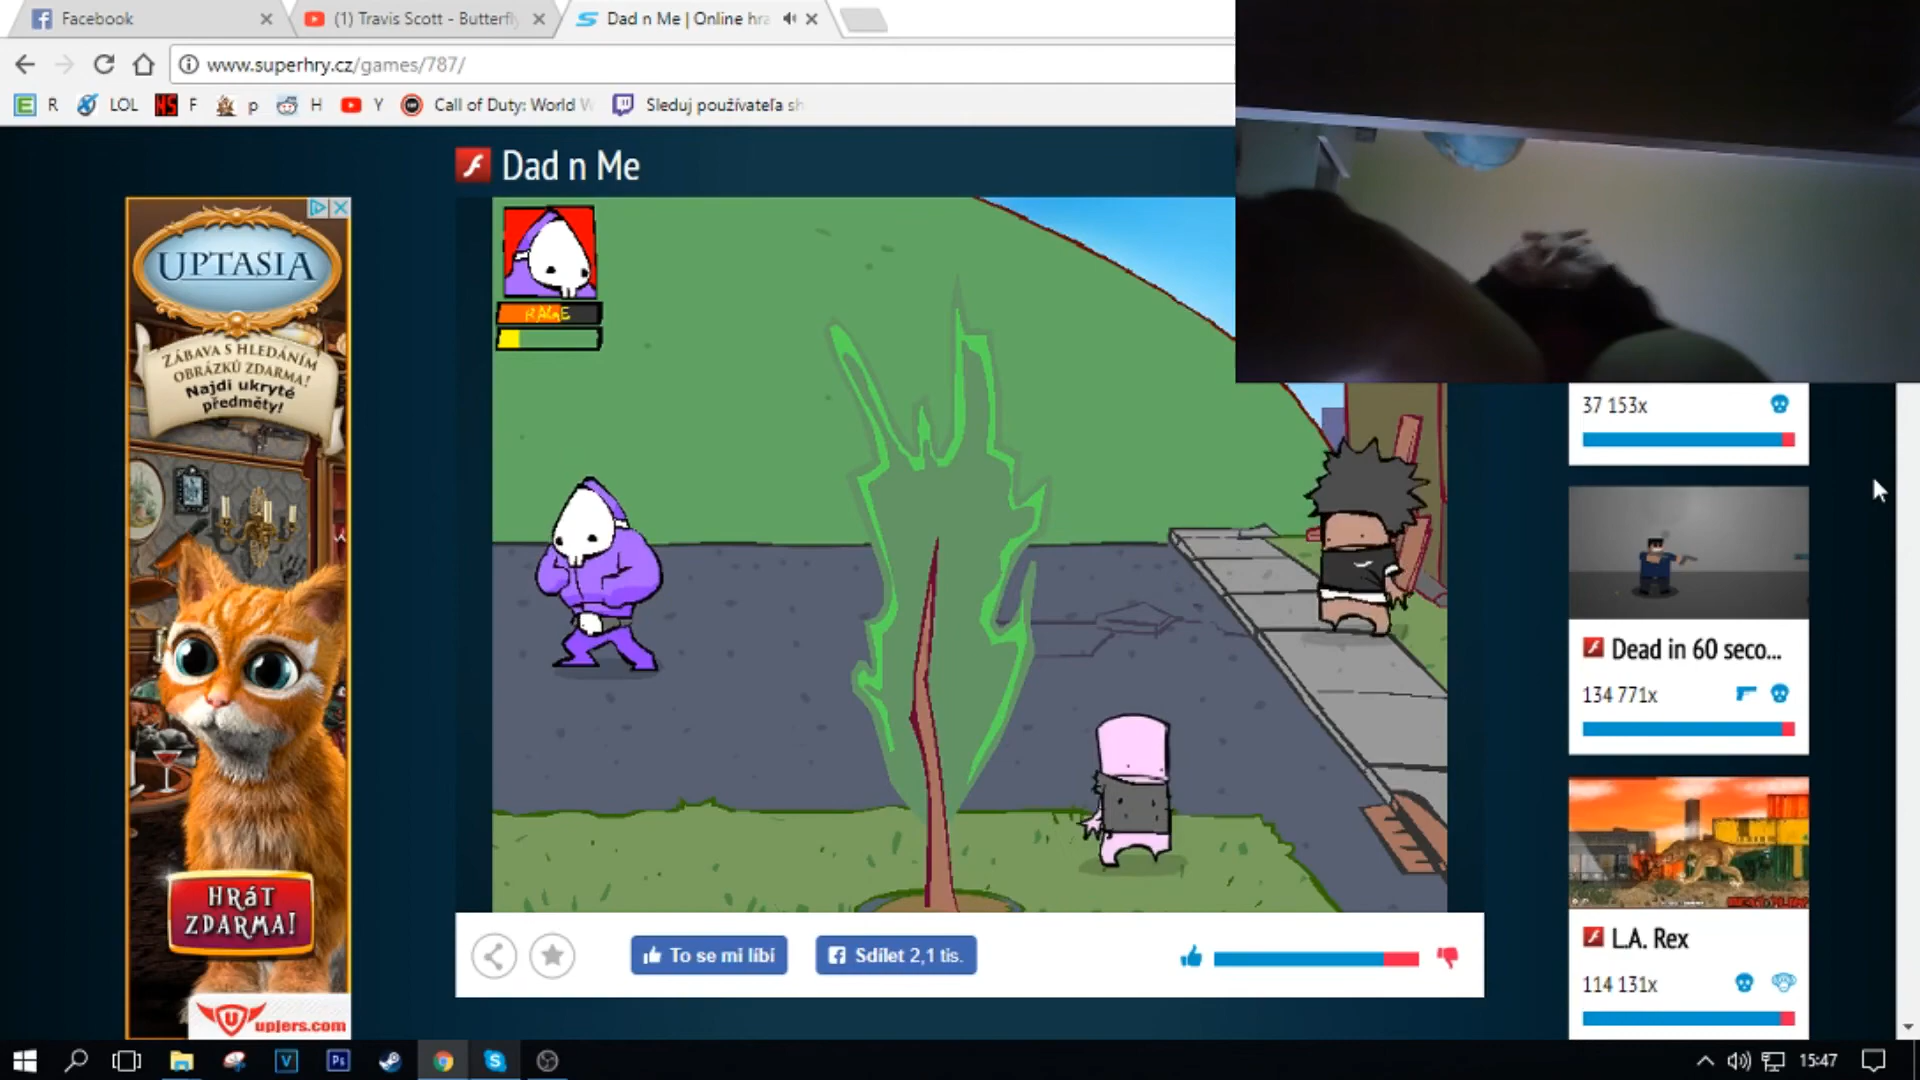 Facebook
(1) Travis Scott - Butterfl
Dad n Me | Online hra
www.superhry.cz/games/787/
R LOL F p H Y Call of Duty: World W Sleduj používateľa sh
Dad n Me
UPTASIA
ZÁBAVA S HLEDÁNÍM
OBRÁZKŮ ZDARMA!
Najdi ukryté
předměty!
HRÁT
ZDARMA!
upjers.com
RAGE
37 153x
Dead in 60 seco...
134 771x
L.A. Rex
114 131x
To se mi líbí
Sdílet 2,1 tis.
15:47